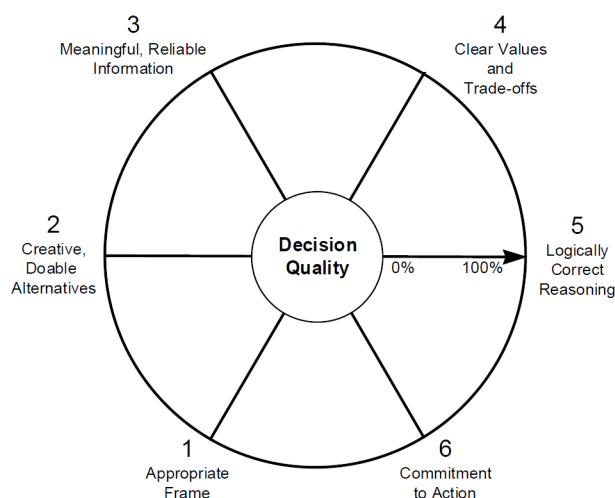 3
Meaningful, Reliable
Information
4
Clear Values
and
Trade-offs
2
Creative,
Doable
Alternatives
Decision
Quality
0%
100%
5
Logically
Correct
Reasoning
1
Appropriate
Frame
6
Commitment
to Action